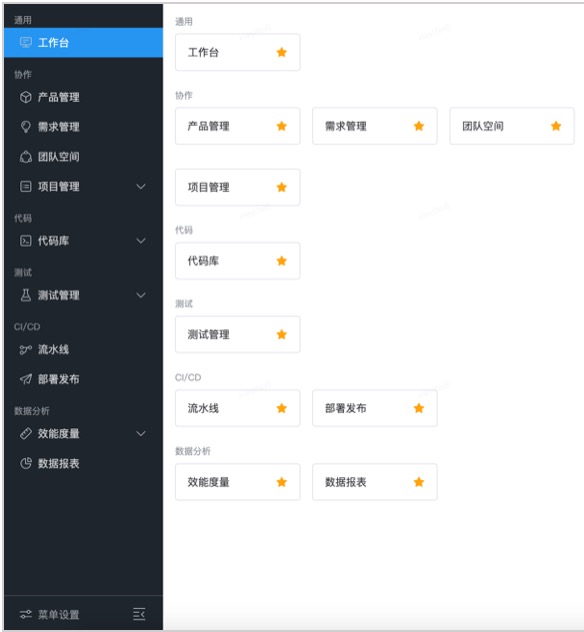 通用
工作台
协作
产品管理
需求管理
团队空间
项目管理
代码
代码库
测试
测试管理
CI/CD
流水线
部署发布
数据分析
效能度量
数据报表
菜单设置
通用
工作台
协作
产品管理 需求管理 团队空间
项目管理
代码
代码库
测试
测试管理
CI/CD
流水线 部署发布
数据分析
效能度量 数据报表